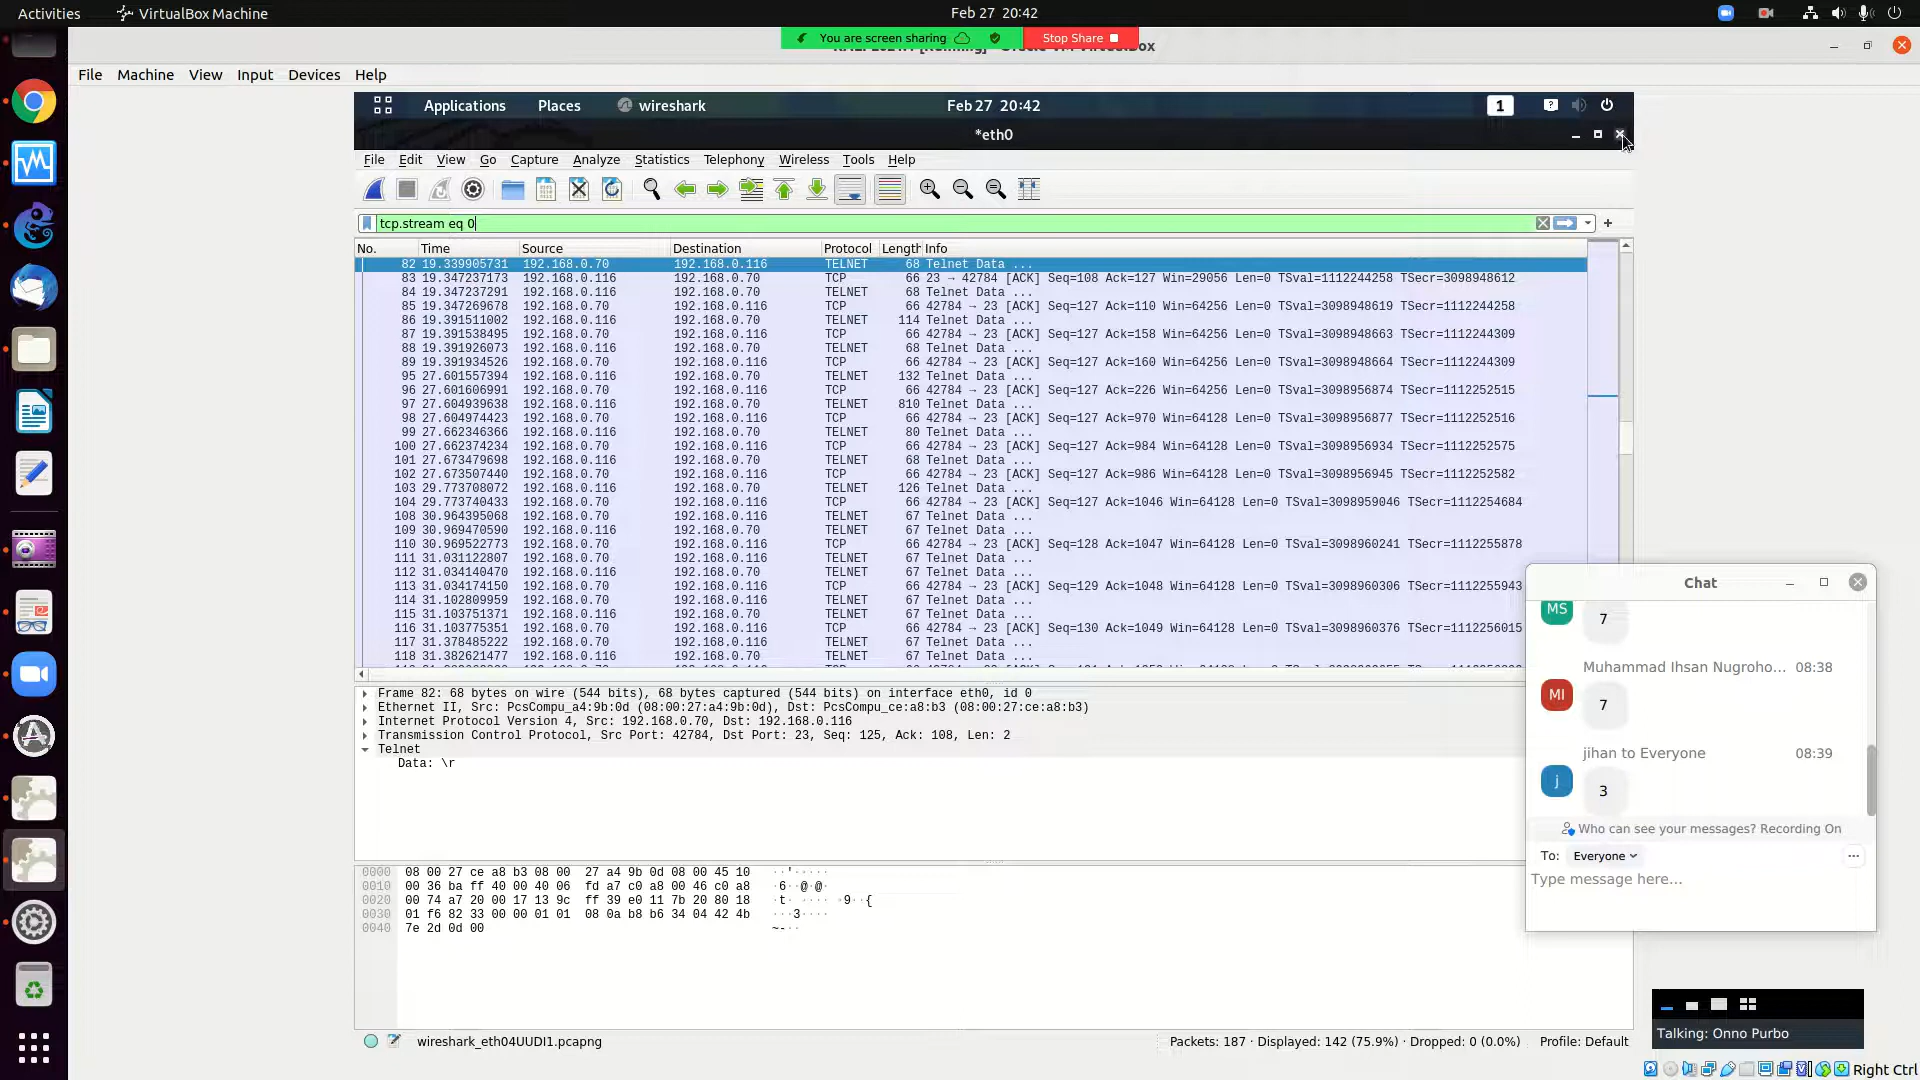 Activities VirtualBox Machine Feb 27 20:42
You are screen sharing Stop Share
File Machine View Input Devices Help
Applications Places wireshark Feb 27 20:42 1
*eth0
File Edit View Go Capture Analyze Statistics Telephony Wireless Tools Help
tcp.stream eq 0
No. Time Source Destination Protocol Length Info
82 19.339905731 192.168.0.70 192.168.0.116 TELNET 68 Telnet Data ...
83 19.347237173 192.168.0.116 192.168.0.70 TCP 66 23 → 42784 [ACK] Seq=108 Ack=127 Win=29056 Len=0 TSval=1112244258 TSecr=3098948612
84 19.347237291 192.168.0.116 192.168.0.70 TELNET 68 Telnet Data ...
85 19.347269678 192.168.0.70 192.168.0.116 TCP 66 42784 → 23 [ACK] Seq=127 Ack=110 Win=64256 Len=0 TSval=3098948619 TSecr=1112244258
86 19.391511002 192.168.0.116 192.168.0.70 TELNET 114 Telnet Data ...
87 19.391538495 192.168.0.70 192.168.0.116 TCP 66 42784 → 23 [ACK] Seq=127 Ack=158 Win=64256 Len=0 TSval=3098948663 TSecr=1112244309
88 19.391926073 192.168.0.116 192.168.0.70 TELNET 68 Telnet Data ...
89 19.391934526 192.168.0.70 192.168.0.116 TCP 66 42784 → 23 [ACK] Seq=127 Ack=160 Win=64256 Len=0 TSval=3098948664 TSecr=1112244309
95 27.601557394 192.168.0.116 192.168.0.70 TELNET 132 Telnet Data ...
96 27.601606991 192.168.0.70 192.168.0.116 TCP 66 42784 → 23 [ACK] Seq=127 Ack=226 Win=64256 Len=0 TSval=3098956874 TSecr=1112252515
97 27.604939638 192.168.0.116 192.168.0.70 TELNET 810 Telnet Data ...
98 27.604974423 192.168.0.70 192.168.0.116 TCP 66 42784 → 23 [ACK] Seq=127 Ack=970 Win=64128 Len=0 TSval=3098956877 TSecr=1112252516
99 27.662346366 192.168.0.116 192.168.0.70 TELNET 80 Telnet Data ...
100 27.662374234 192.168.0.70 192.168.0.116 TCP 66 42784 → 23 [ACK] Seq=127 Ack=984 Win=64128 Len=0 TSval=3098956934 TSecr=1112252575
101 27.673479698 192.168.0.116 192.168.0.70 TELNET 68 Telnet Data ...
102 27.673507440 192.168.0.70 192.168.0.116 TCP 66 42784 → 23 [ACK] Seq=127 Ack=986 Win=64128 Len=0 TSval=3098956945 TSecr=1112252582
103 29.773708072 192.168.0.116 192.168.0.70 TELNET 126 Telnet Data ...
104 29.773740433 192.168.0.70 192.168.0.116 TCP 66 42784 → 23 [ACK] Seq=127 Ack=1046 Win=64128 Len=0 TSval=3098959046 TSecr=1112254684
108 30.964395068 192.168.0.70 192.168.0.116 TELNET 67 Telnet Data ...
109 30.969470590 192.168.0.116 192.168.0.70 TELNET 67 Telnet Data ...
110 30.969522773 192.168.0.70 192.168.0.116 TCP 66 42784 → 23 [ACK] Seq=128 Ack=1047 Win=64128 Len=0 TSval=3098960241 TSecr=1112255878
111 31.031122807 192.168.0.70 192.168.0.116 TELNET 67 Telnet Data ...
112 31.034140470 192.168.0.116 192.168.0.70 TELNET 67 Telnet Data ...
113 31.034174150 192.168.0.70 192.168.0.116 TCP 66 42784 → 23 [ACK] Seq=129 Ack=1048 Win=64128 Len=0 TSval=3098960306 TSecr=1112255943
114 31.102809959 192.168.0.70 192.168.0.116 TELNET 67 Telnet Data ...
115 31.103751371 192.168.0.116 192.168.0.70 TELNET 67 Telnet Data ...
116 31.103775351 192.168.0.70 192.168.0.116 TCP 66 42784 → 23 [ACK] Seq=130 Ack=1049 Win=64128 Len=0 TSval=3098960376 TSecr=1112256015
117 31.378485222 192.168.0.70 192.168.0.116 TELNET 67 Telnet Data ...
118 31.382621477 192.168.0.116 192.168.0.70 TELNET 67 Telnet Data ...
Frame 82: 68 bytes on wire (544 bits), 68 bytes captured (544 bits) on interface eth0, id 0
Ethernet II, Src: PcsCompu_a4:9b:0d (08:00:27:a4:9b:0d), Dst: PcsCompu_ce:a8:b3 (08:00:27:ce:a8:b3)
Internet Protocol Version 4, Src: 192.168.0.70, Dst: 192.168.0.116
Transmission Control Protocol, Src Port: 42784, Dst Port: 23, Seq: 125, Ack: 108, Len: 2
Telnet
Data: \r
0000 08 00 27 ce a8 b3 08 00 27 a4 9b 0d 08 00 45 10 ··'·····
0010 00 36 ba ff 40 00 40 06 fd a7 c0 a8 00 46 c0 a8 ·6··@·@·
0020 00 74 a7 20 00 17 13 9c ff 39 e0 11 7b 20 80 18 ·t· ···· ·9··{
0030 01 f6 82 33 00 00 01 01 08 0a b8 b6 34 04 42 4b ···3····
0040 7e 2d 0d 00 ~-··
wireshark_eth04UUDI1.pcapng Packets: 187 · Displayed: 142 (75.9%) · Dropped: 0 (0.0%) Profile: Default
Chat
MS 7
Muhammad Ihsan Nugroho... 08:38
MI 7
jihan to Everyone 08:39
j 3
Who can see your messages? Recording On
To: Everyone
Type message here...
Talking: Onno Purbo
Right Ctrl